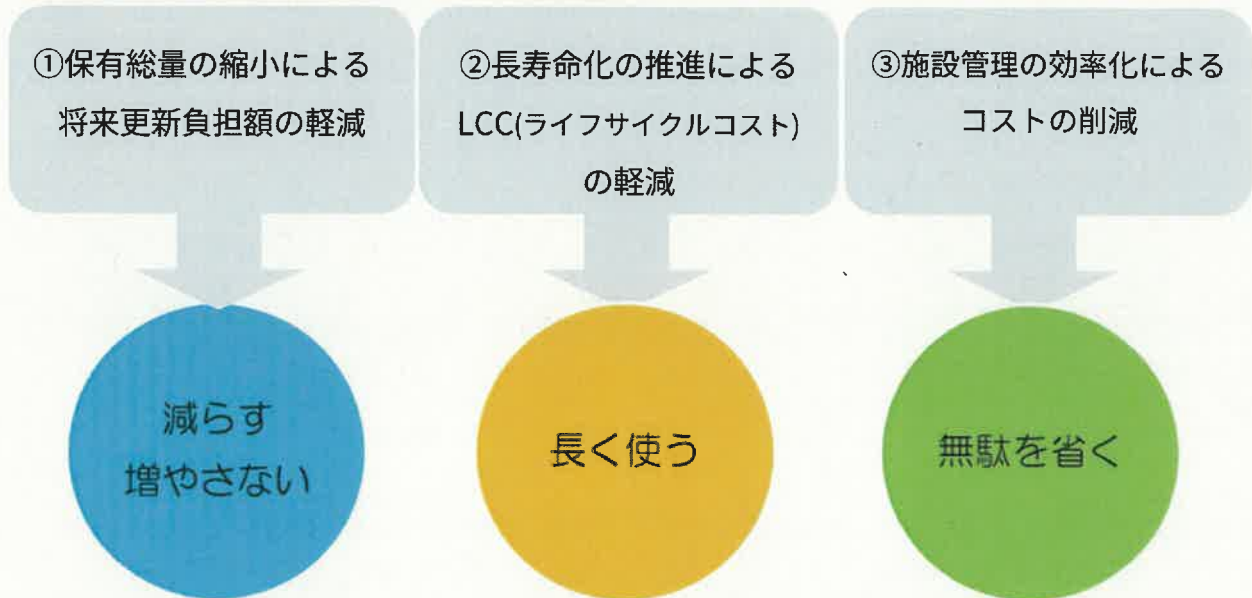 ①保有総量の縮小による
将来更新負担額の軽減
②長寿命化の推進による
LCC(ライフサイクルコスト)
の軽減
③施設管理の効率化による
コストの削減
減らす
増やさない
長く使う
無駄を省く